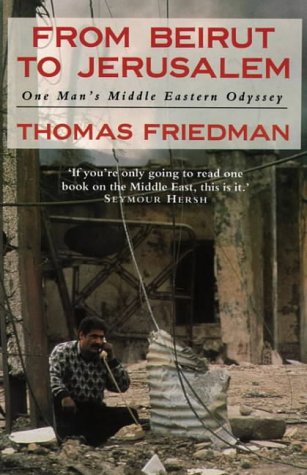 FROM BEIRUT
TO JERUSALEM
One Man's Middle Eastern Odyssey
THOMAS FRIEDMAN
'If you're only going to read one
book on the Middle East, this is it.'
SEYMOUR HERSH